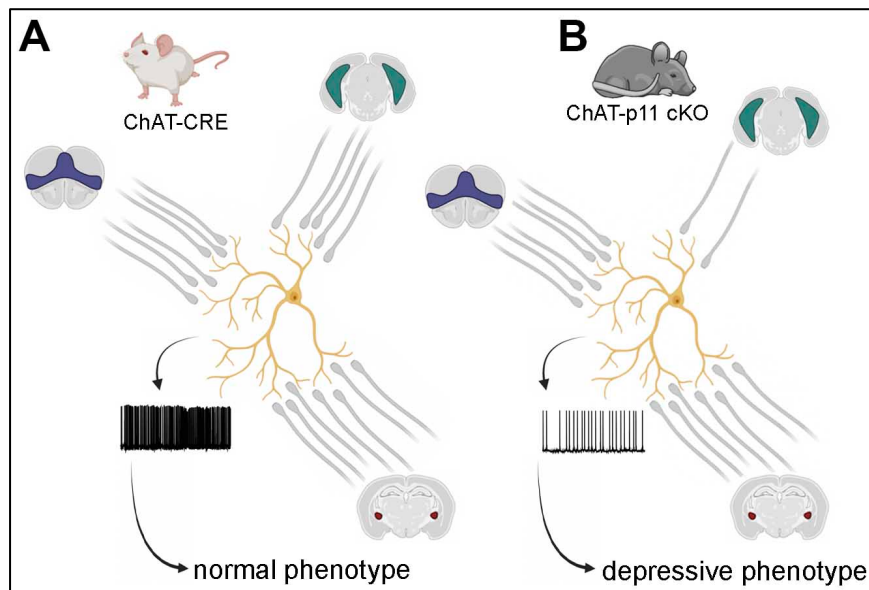 A
ChAT-CRE
normal phenotype
B
ChAT-p11 cKO
depressive phenotype